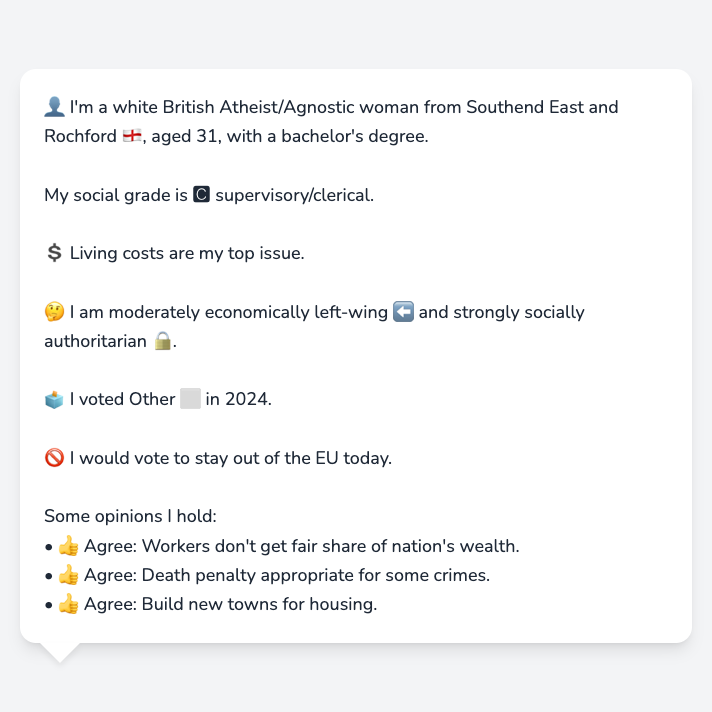 👤 I'm a white British Atheist/Agnostic woman from Southend East and
Rochford 🏴󠁧󠁢󠁥󠁮󠁧󠁿, aged 31, with a bachelor's degree.
My social grade is 🅲 supervisory/clerical.
💲 Living costs are my top issue.
🤔 I am moderately economically left-wing ⬅️ and strongly socially
authoritarian 🔒.
🗳️ I voted Other ⬜ in 2024.
🚫 I would vote to stay out of the EU today.
Some opinions I hold:
• 👍 Agree: Workers don't get fair share of nation's wealth.
• 👍 Agree: Death penalty appropriate for some crimes.
• 👍 Agree: Build new towns for housing.